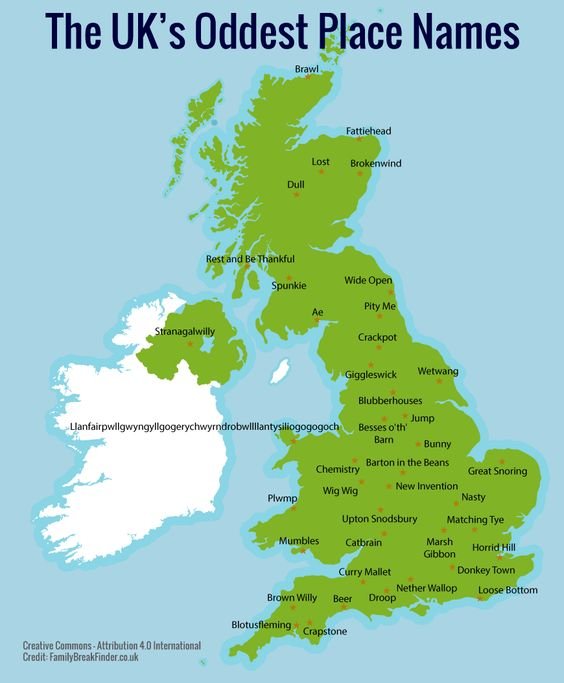 The UK's Oddest Place Names
Brawl
Fattiehead
Lost
Brokenwind
Dull
Rest and Be Thankful
Spunkie
Wide Open
Ae
Pity Me
Stranagalwilly
Crackpot
Giggleswick
Wetwang
Blubberhouses
Jump
Llanfairpwllgwyngyllgogerychwyrndrobwllllantysiliogogogoch
Besses o'th'
Barn
Bunny
Chemistry
Barton in the Beans
Great Snoring
Wig Wig
New Invention
Plwmp
Nasty
Upton Snodsbury
Matching Tye
Mumbles
Catbrain
Marsh
Gibbon
Horrid Hill
Curry Mallet
Donkey Town
Brown Willy
Beer
Droop
Nether Wallop
Loose Bottom
Blotusfleming
Crapstone
Creative Commons - Attribution 4.0 International
Credit: FamilyBreakFinder.co.uk